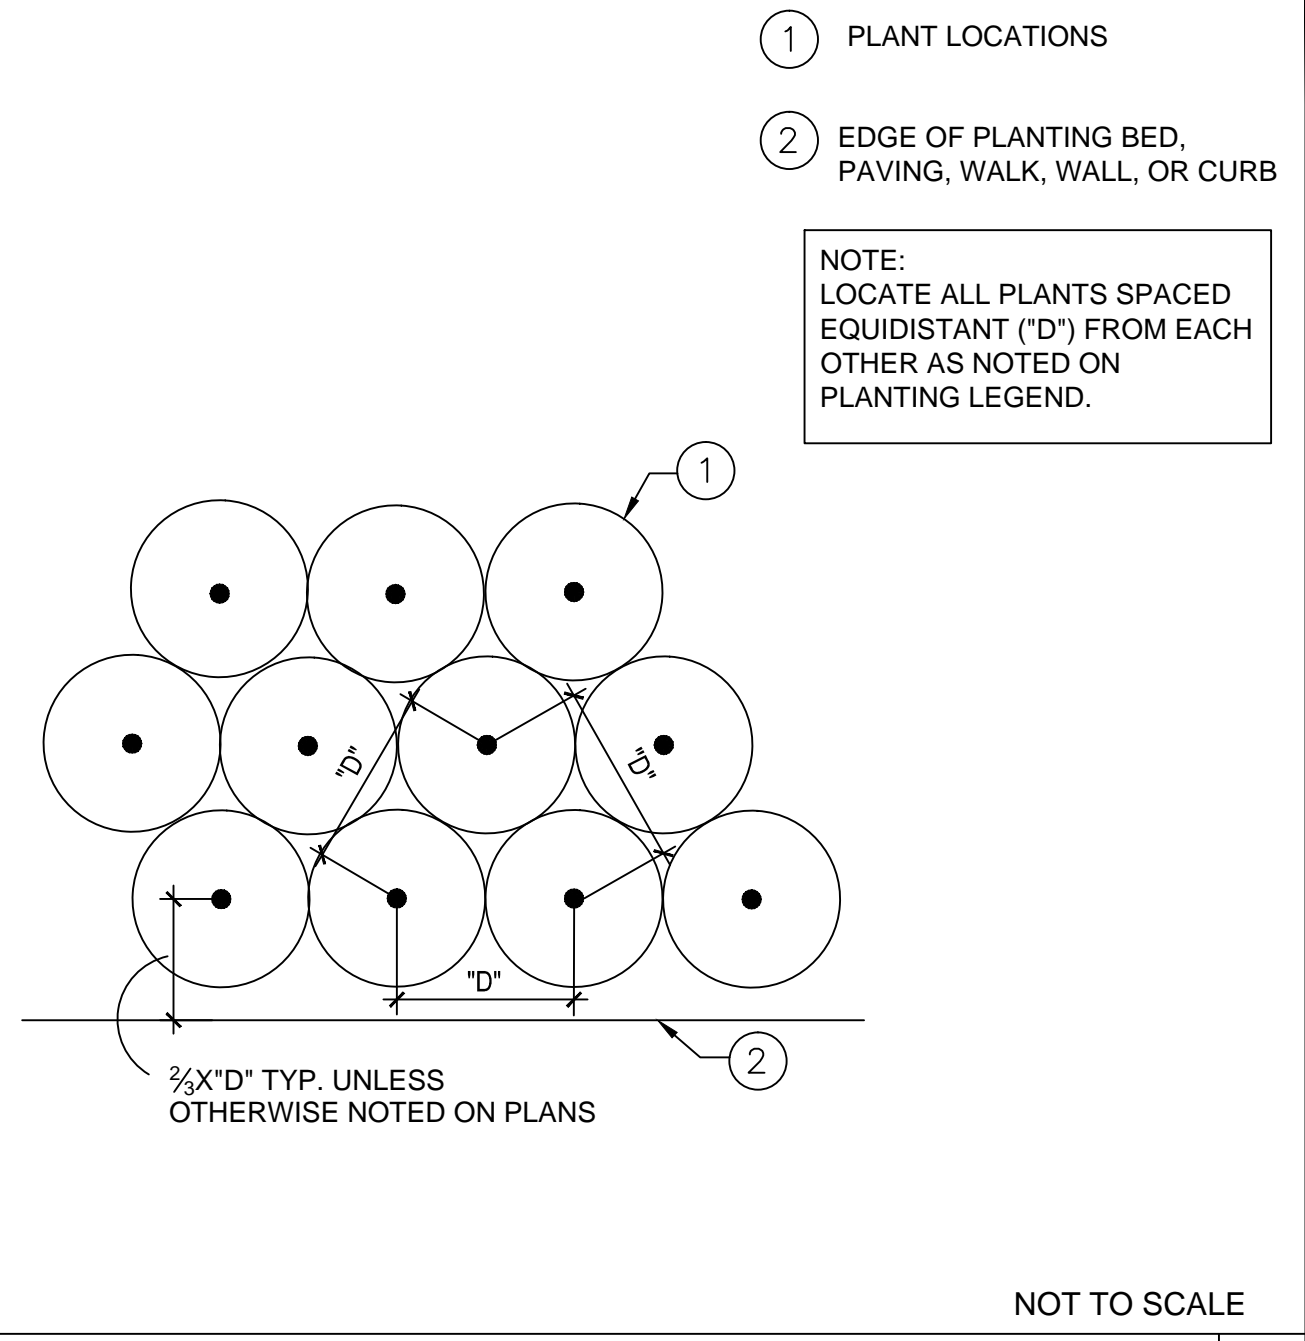 1 PLANT LOCATIONS
2 EDGE OF PLANTING BED,
PAVING, WALK, WALL, OR CURB
NOTE:
LOCATE ALL PLANTS SPACED
EQUIDISTANT ("D") FROM EACH
OTHER AS NOTED ON
PLANTING LEGEND.
1
"D"
"D"
"D"
2
⅔X"D" TYP. UNLESS
OTHERWISE NOTED ON PLANS
NOT TO SCALE